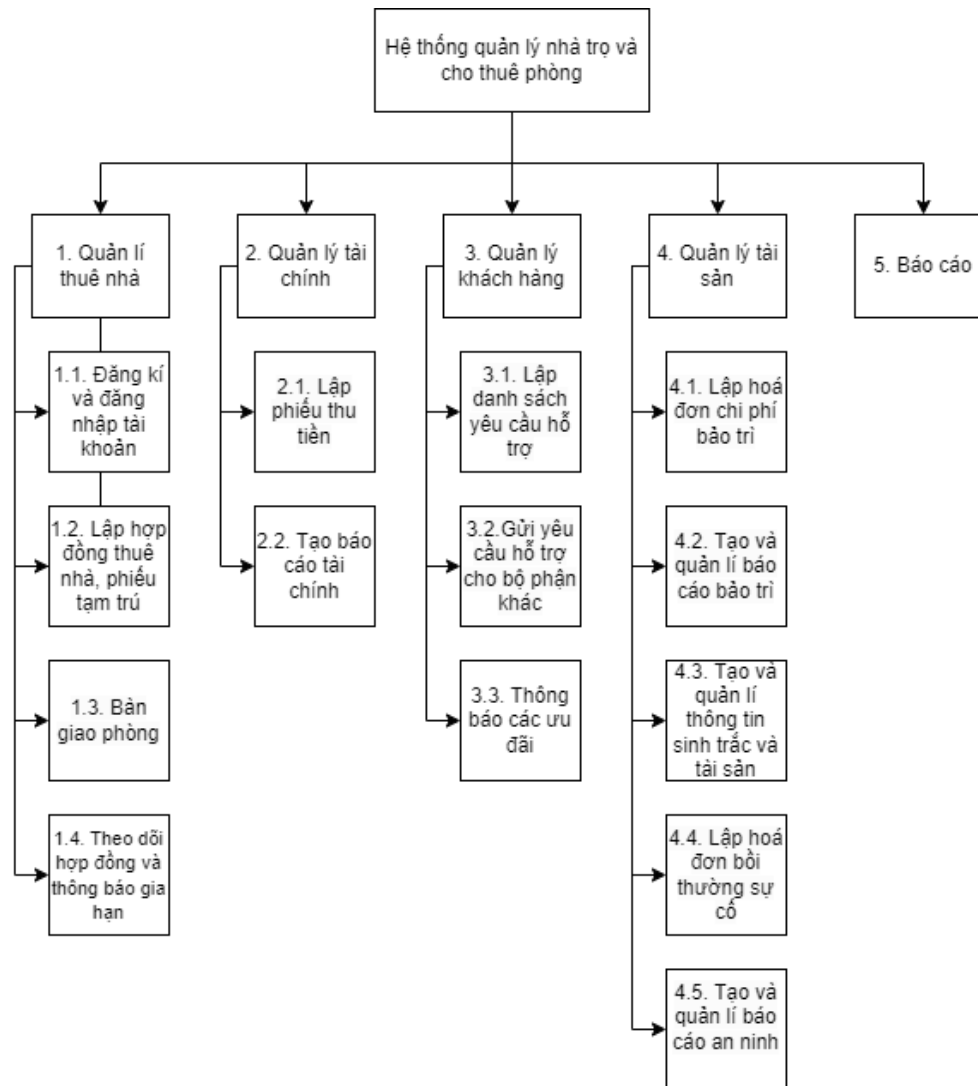 Hệ thống quản lý nhà trọ và
cho thuê phòng
1. Quản lí
thuê nhà
2. Quản lý tài
chính
3. Quản lý
khách hàng
4. Quản lý tài
sản
5. Báo cáo
1.1. Đăng kí
và đăng
nhập tài
khoản
1.2. Lập hợp
đồng thuê
nhà, phiếu
tạm trú
1.3. Bàn
giao phòng
1.4. Theo dõi
hợp đồng và
thông báo gia
hạn
2.1. Lập
phiếu thu
tiền
2.2. Tạo báo
cáo tài
chính
3.1. Lập
danh sách
yêu cầu hỗ
trợ
3.2.Gửi yêu
cầu hỗ trợ
cho bộ phận
khác
3.3. Thông
báo các ưu
đãi
4.1. Lập hoá
đơn chi phí
bảo trì
4.2. Tạo và
quản lí báo
cáo bảo trì
4.3. Tạo và
quản lí
thông tin
sinh trắc và
tài sản
4.4. Lập hoá
đơn bồi
thường sự
cố
4.5. Tạo và
quản lí báo
cáo an ninh